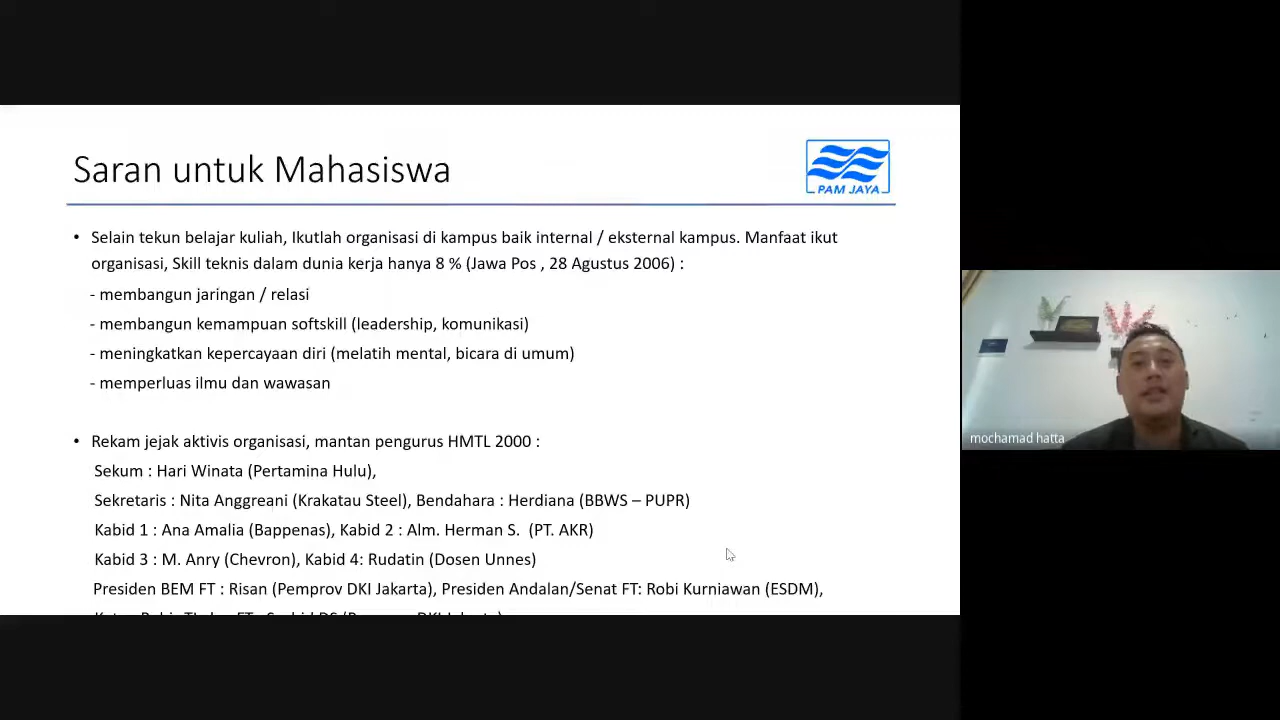 Saran untuk Mahasiswa
PAM JAYA
• Selain tekun belajar kuliah, Ikutlah organisasi di kampus baik internal / eksternal kampus. Manfaat ikut
organisasi, Skill teknis dalam dunia kerja hanya 8 % (Jawa Pos , 28 Agustus 2006) :
- membangun jaringan / relasi
- membangun kemampuan softskill (leadership, komunikasi)
- meningkatkan kepercayaan diri (melatih mental, bicara di umum)
- memperluas ilmu dan wawasan
• Rekam jejak aktivis organisasi, mantan pengurus HMTL 2000 :
Sekum : Hari Winata (Pertamina Hulu),
Sekretaris : Nita Anggreani (Krakatau Steel), Bendahara : Herdiana (BBWS – PUPR)
Kabid 1 : Ana Amalia (Bappenas), Kabid 2 : Alm. Herman S. (PT. AKR)
Kabid 3 : M. Anry (Chevron), Kabid 4: Rudatin (Dosen Unnes)
Presiden BEM FT : Risan (Pemprov DKI Jakarta), Presiden Andalan/Senat FT: Robi Kurniawan (ESDM),
mochamad hatta